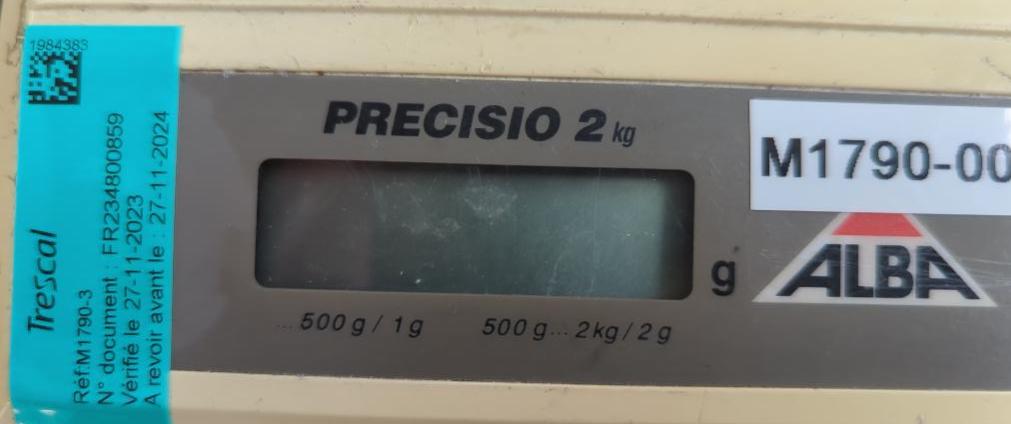 1984383
Trescal
Réf:M1790-3
N° document : FR234800859
Vérifié le 27-11-2023
A revoir avant le : 27-11-2024
PRECISIO 2 kg
M1790-00
g
ALBA
...500 g / 1 g 500 g... 2 kg / 2 g